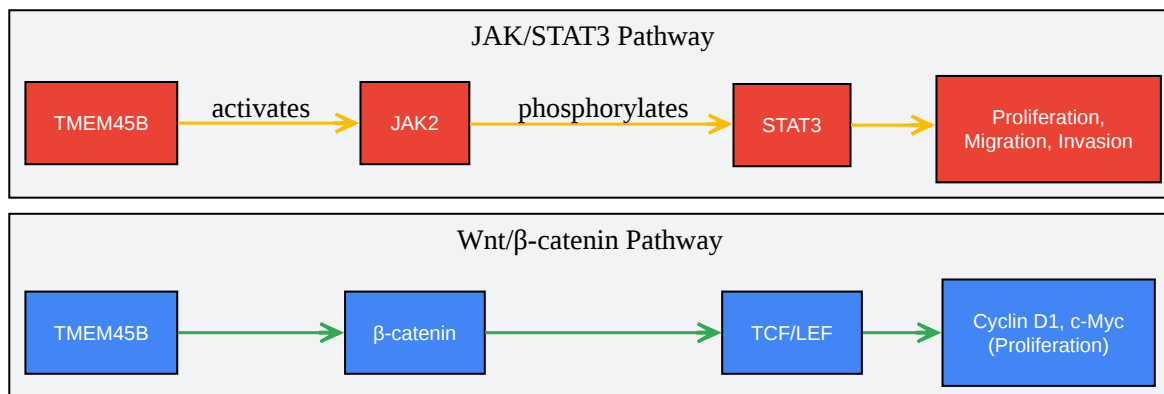 JAK/STAT3 Pathway
TMEM45B
activates
JAK2
phosphorylates
STAT3
Proliferation,
Migration, Invasion
Wnt/β-catenin Pathway
TMEM45B
β-catenin
TCF/LEF
Cyclin D1, c-Myc
(Proliferation)